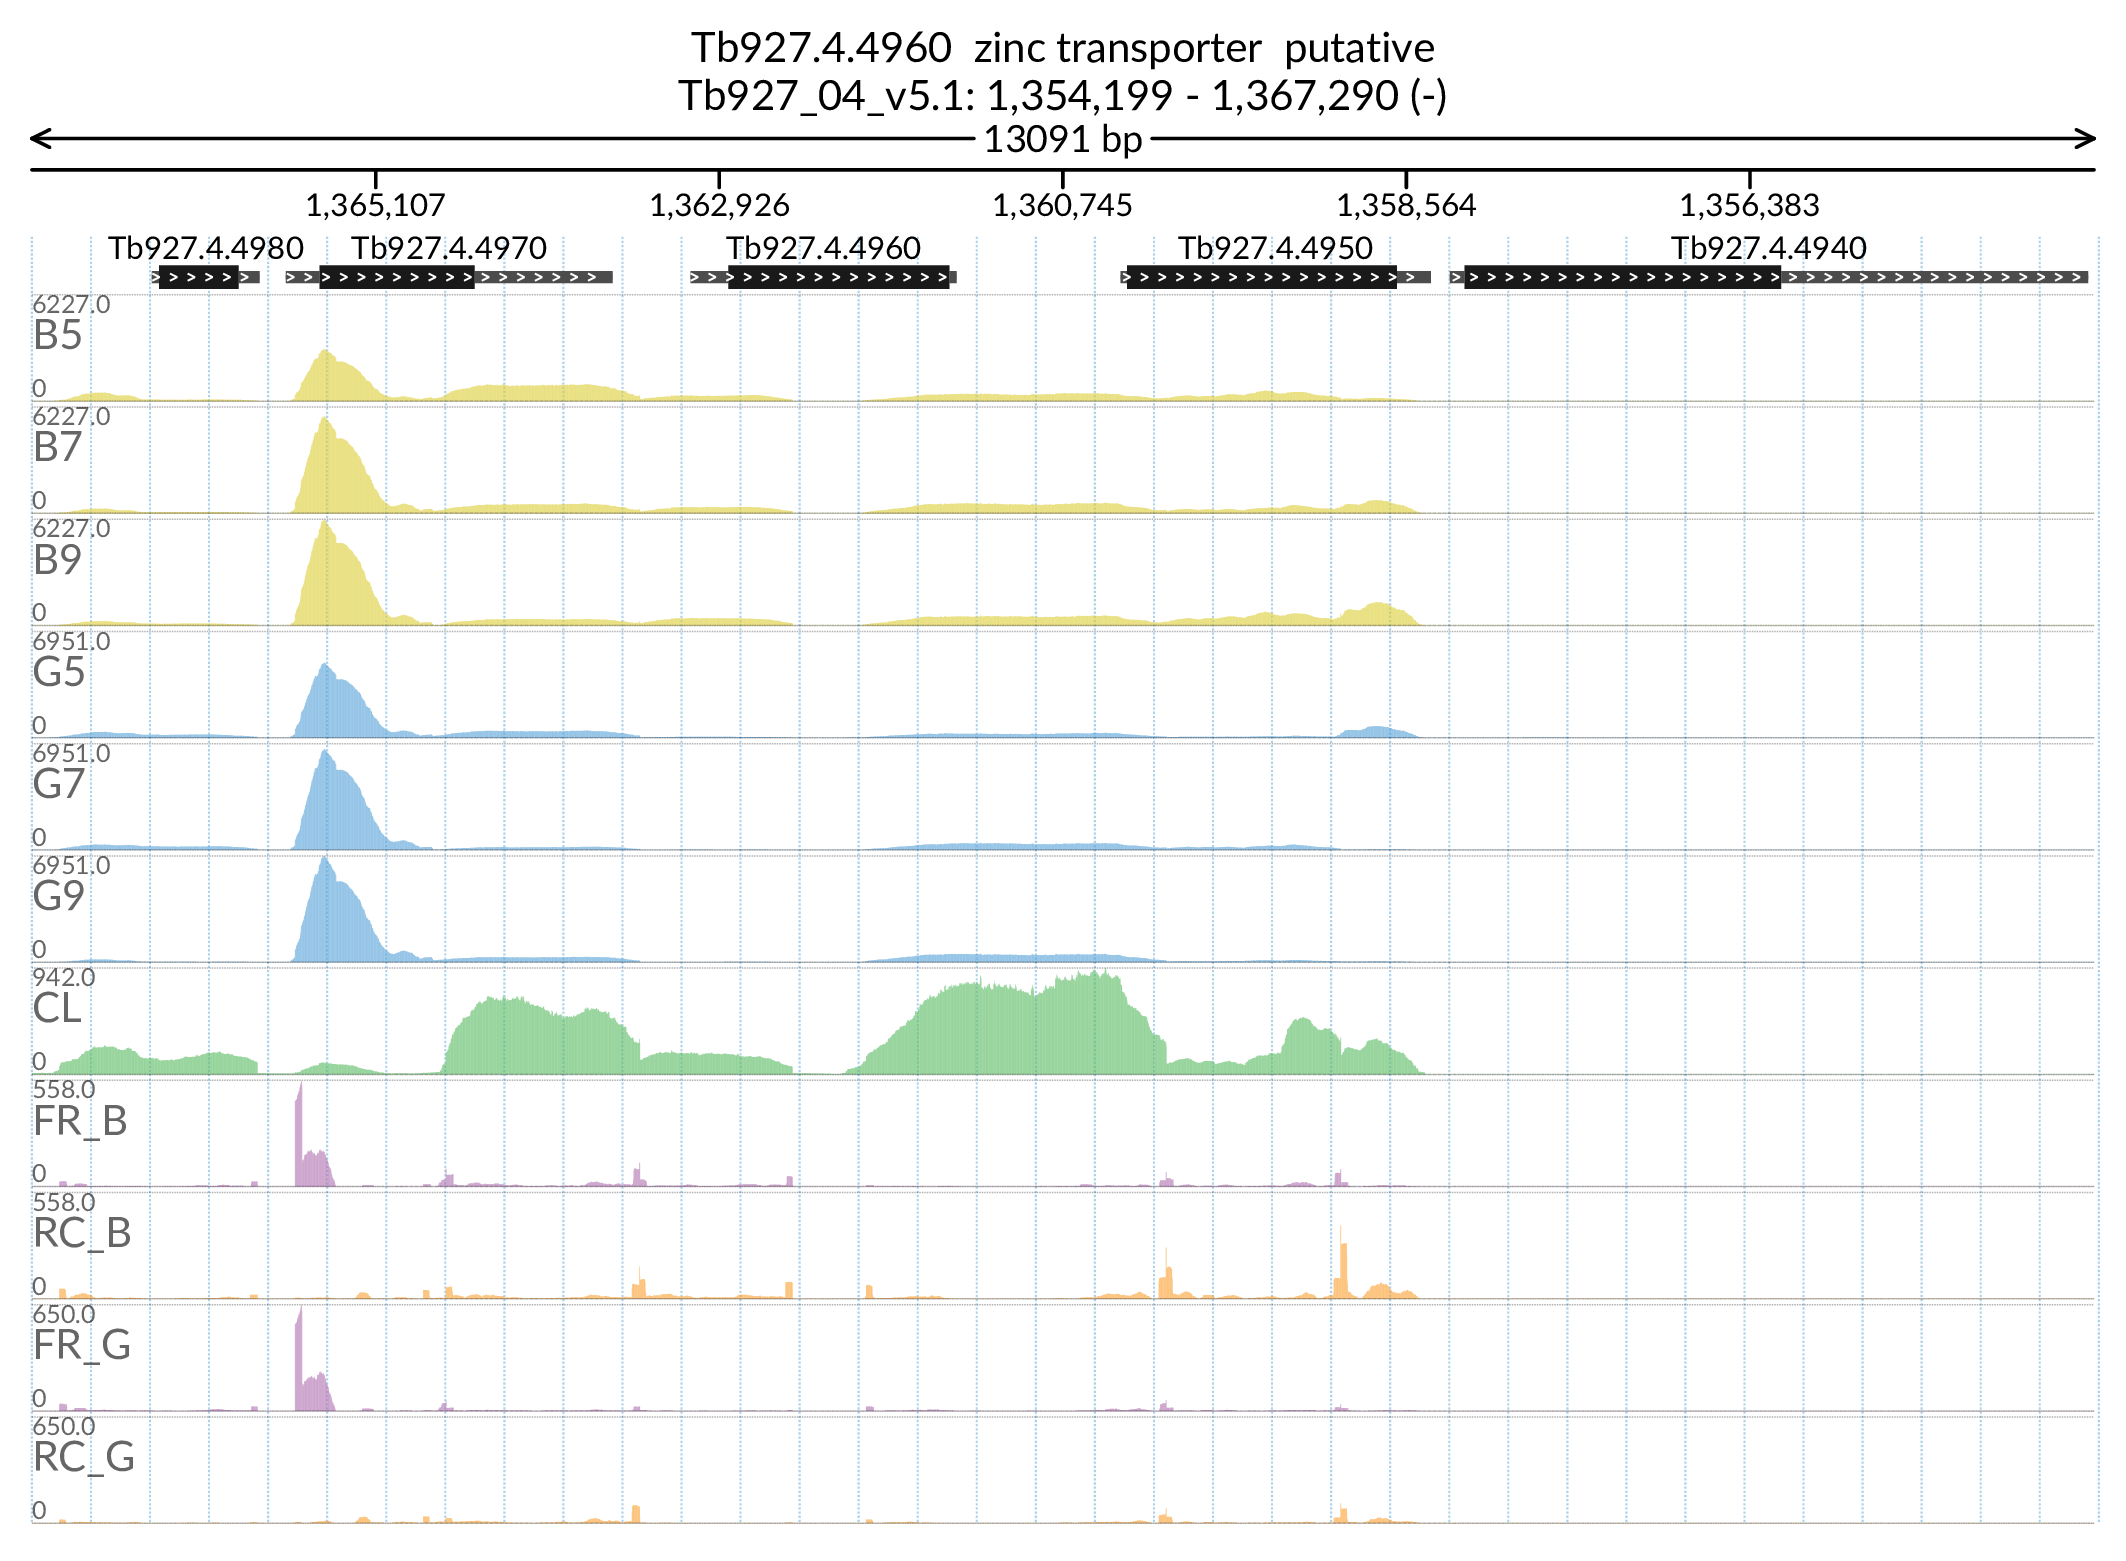 Tb927.4.4960 zinc transporter putative
Tb927_04_v5.1: 1,354,199 - 1,367,290 (-)
13091 bp
1,365,107 1,362,926 1,360,745 1,358,564 1,356,383
Tb927.4.4980 Tb927.4.4970 Tb927.4.4960 Tb927.4.4950 Tb927.4.4940
6227.0
B5
0
6227.0
B7
0
6227.0
B9
0
6951.0
G5
0
6951.0
G7
0
6951.0
G9
0
942.0
CL
0
558.0
FR_B
0
558.0
RC_B
0
650.0
FR_G
0
650.0
RC_G
0